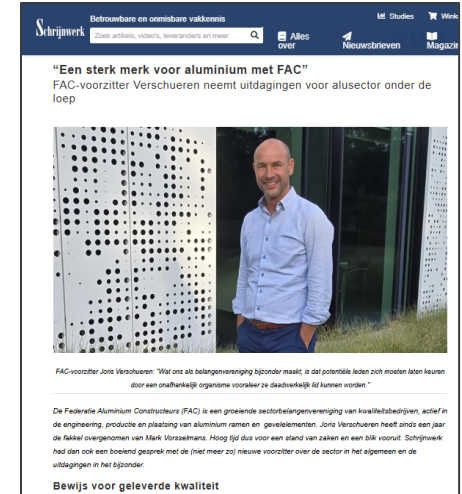 Betrouwbare en onmisbare vakkennis
Studies
Schrijnwerk
Zoek artikels, video's, leveranciers en meer
Alles
over
Nieuwsbrieven
“Een sterk merk voor aluminium met FAC”
FAC-voorzitter Verschueren neemt uitdagingen voor alusector onder de
loep
FAC-voorzitter Joris Verschueren: "Wat ons als belangenvereniging bijzonder maakt, is dat potentiële leden zich moeten laten keuren
door een onafhankelijk organisme vooraleer ze daadwerkelijk lid kunnen worden."
De Federatie Aluminium Constructeurs (FAC) is een groeiende sectorbelangenvereniging van kwaliteitsbedrijven, actief in
de engineering, productie en plaatsing van aluminium ramen en gevelelementen. Joris Verschueren heeft sinds een jaar
de fakkel overgenomen van Mark Vorsselmans. Hoog tijd dus voor een stand van zaken en een blik vooruit. Schrijnwerk
had dan ook een boeiend gesprek met de (niet meer zo) nieuwe voorzitter over de sector in het algemeen en de
uitdagingen in het bijzonder.
Bewijs voor geleverde kwaliteit